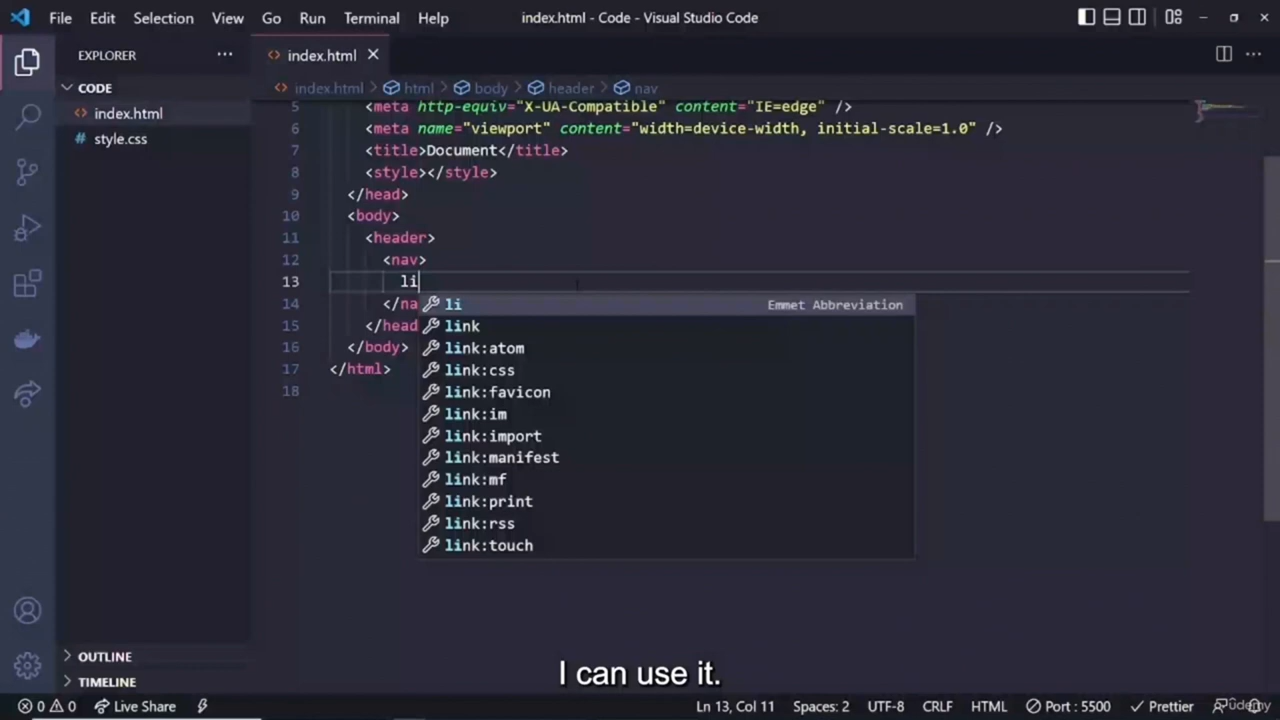 File Edit Selection View Go Run Terminal Help index.html - Code - Visual Studio Code
EXPLORER
CODE
index.html
style.css
OUTLINE
TIMELINE
index.html
index.html > html > body > header > nav
5 <meta http-equiv="X-UA-Compatible" content="IE=edge" />
6 <meta name="viewport" content="width=device-width, initial-scale=1.0" />
7 <title>Document</title>
8 <style></style>
9 </head>
10 <body>
11 <header>
12 <nav>
13 li
14 </na
15 </head
16 </body>
17 </html>
18
li Emmet Abbreviation
link
link:atom
link:css
link:favicon
link:im
link:import
link:manifest
link:mf
link:print
link:rss
link:touch
I can use it.
0 0 Live Share Ln 13, Col 11 Spaces: 2 UTF-8 CRLF HTML Port : 5500 Prettier
ûdemy